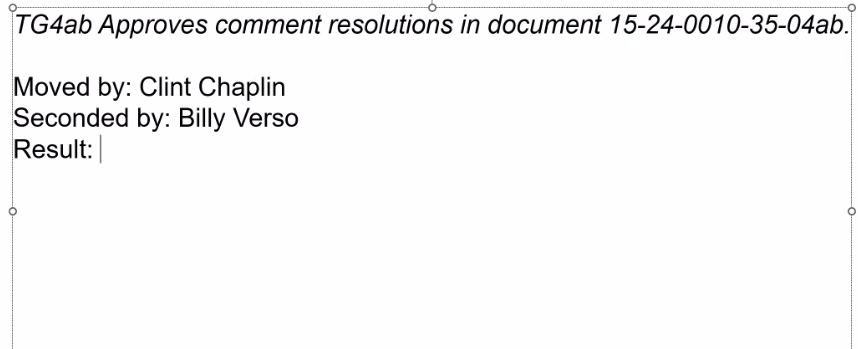 TG4ab Approves comment resolutions in document 15-24-0010-35-04ab.
Moved by: Clint Chaplin
Seconded by: Billy Verso
Result: